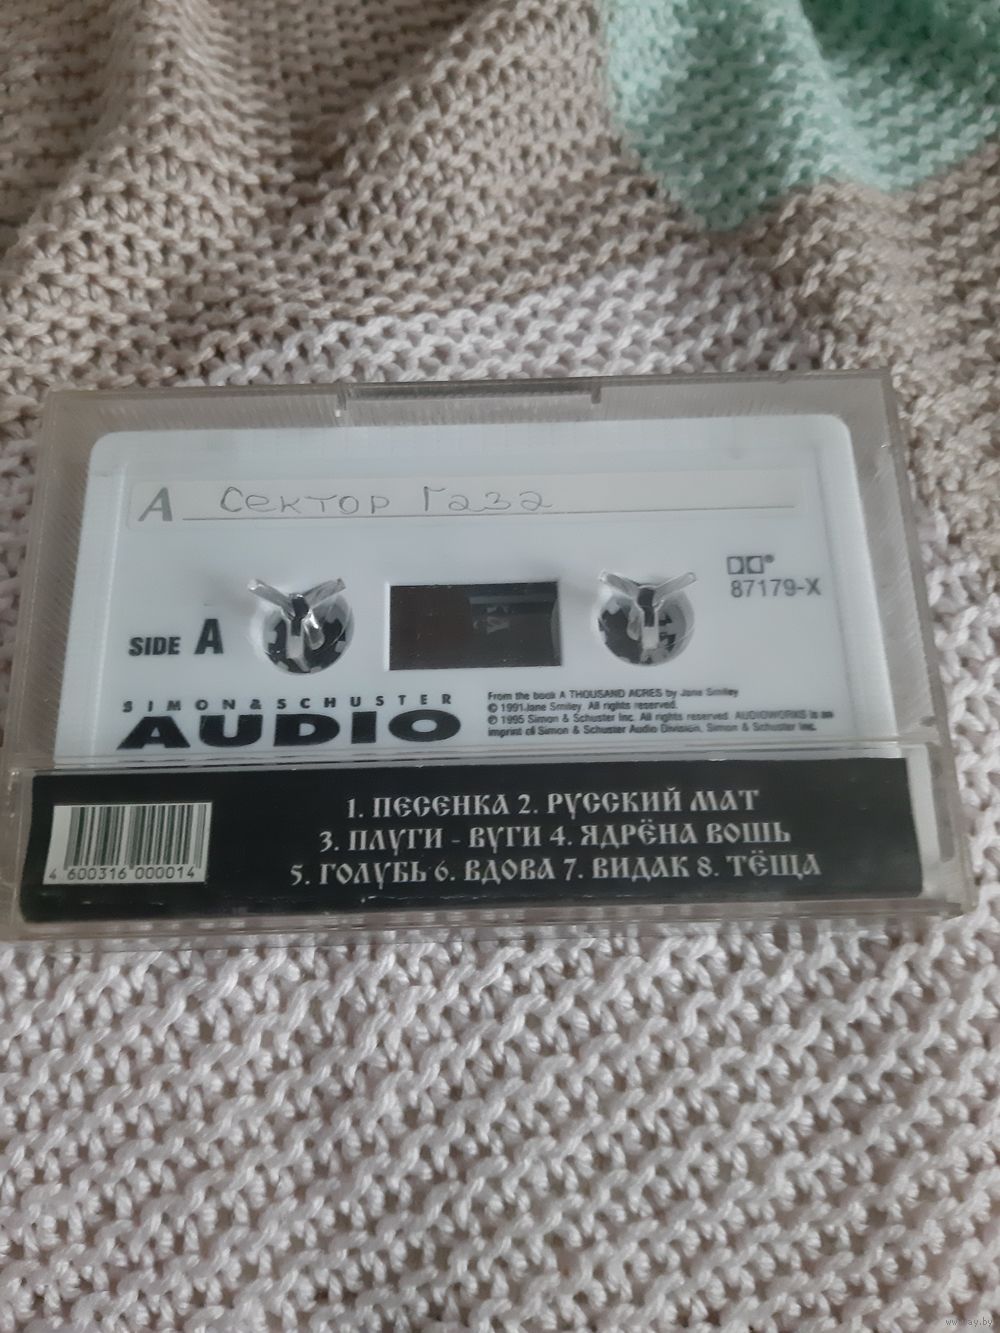 A Сектор Газа
87179-X
SIDE A
SIMON & SCHUSTER
AUDIO
From the book A THOUSAND ACRES by Jane Smiley
© 1991 Jane Smiley. All rights reserved.
℗ 1995 Simon & Schuster Inc. All rights reserved. AUDIOWORKS is an
imprint of Simon & Schuster Audio Division, Simon & Schuster Inc.
1. ПЕСЕНКА 2. РУССКИЙ МАТ
3. ПЛУГИ - ВУГИ 4. ЯДРЁНА ВОШЬ
5. ГОЛУБЬ 6. ВДОВА 7. ВИДАК 8. ТЁЩА
4 600316 000014